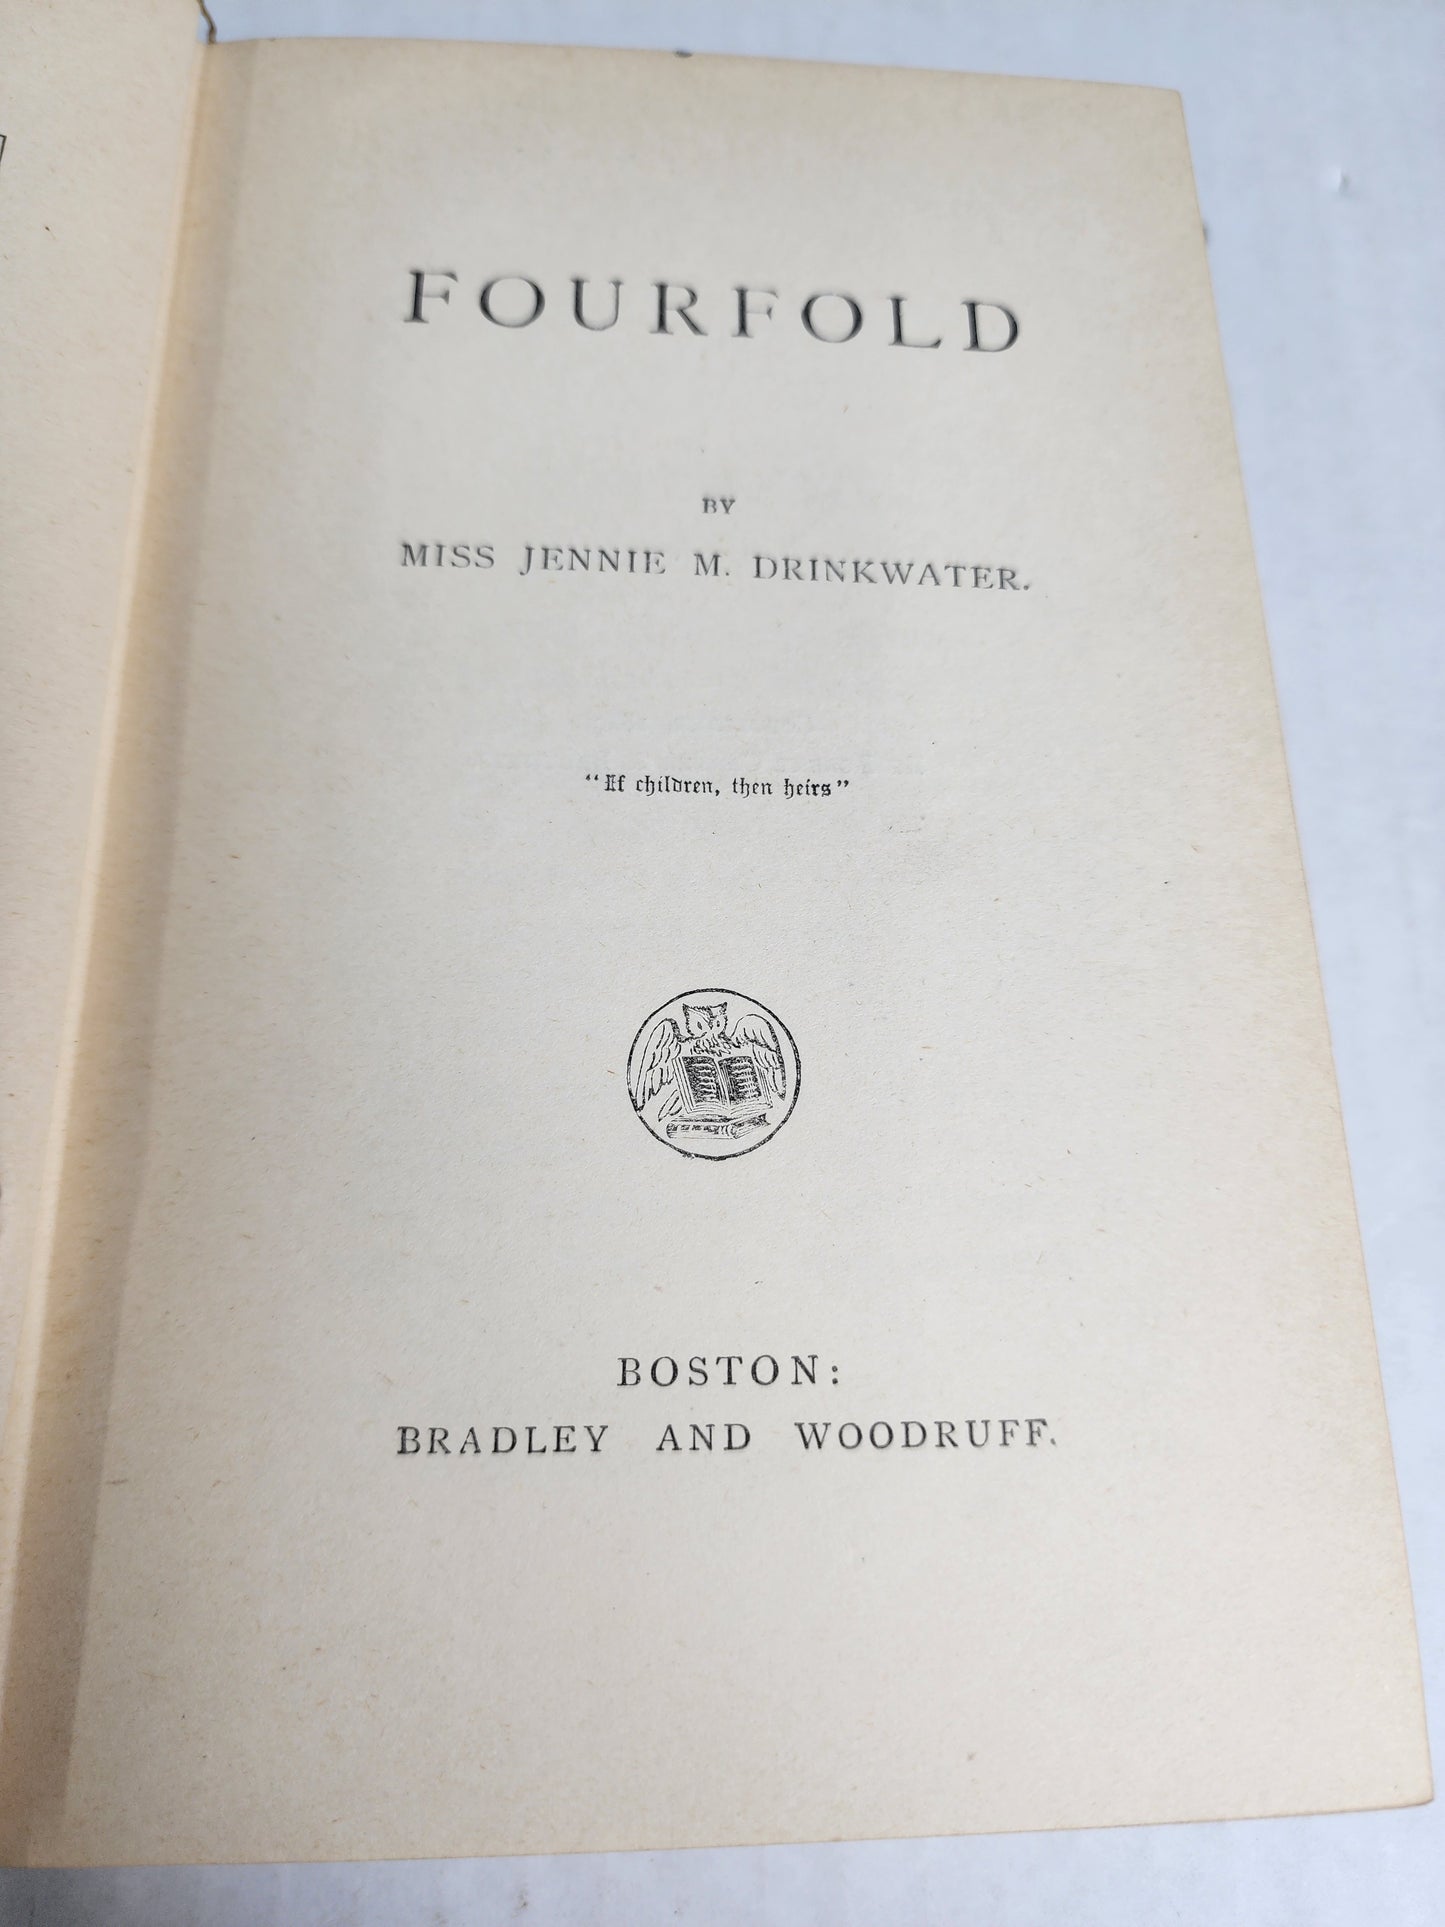 FOURFOLD
BY
MISS JENNIE M. DRINKWATER.
"If children, then heirs"
BOSTON:
BRADLEY AND WOODRUFF.